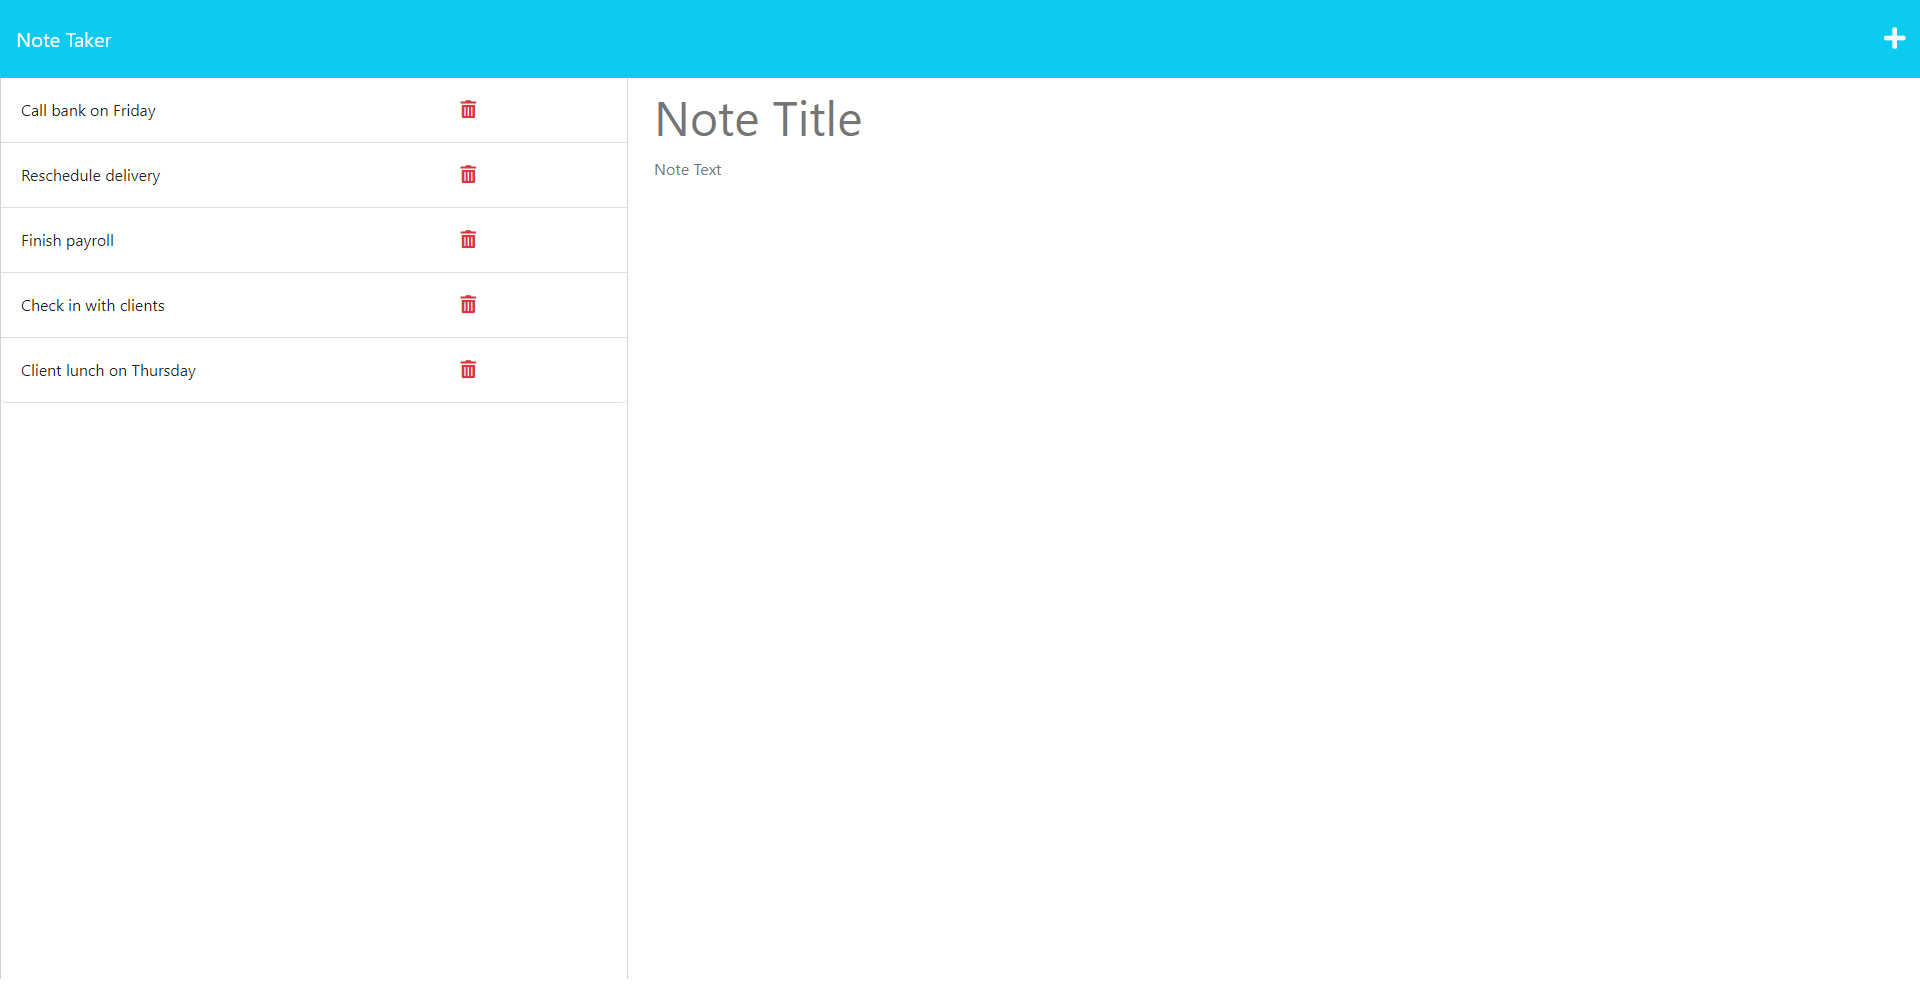 Note Taker
Call bank on Friday
Reschedule delivery
Finish payroll
Check in with clients
Client lunch on Thursday
Note Title
Note Text